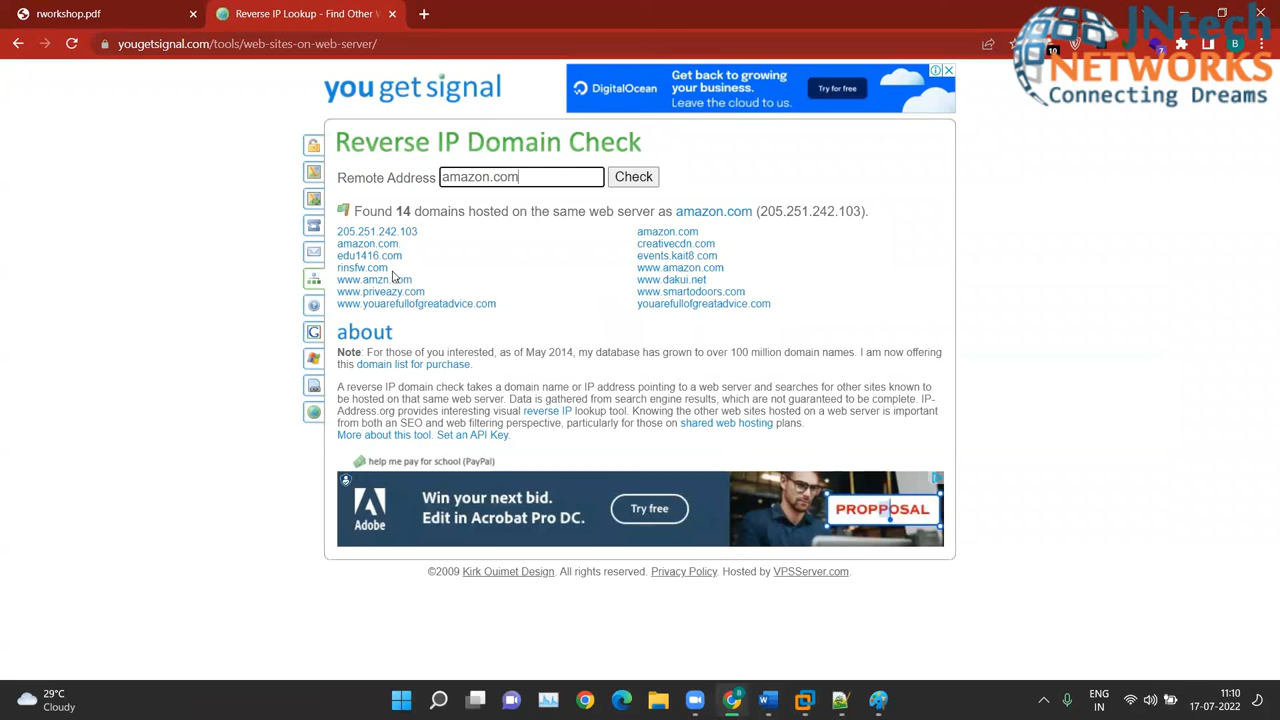 rworkshop.pdf
Reverse IP Lookup - Find Other W
yougetsignal.com/tools/web-sites-on-web-server/
10
7
B
JNtech
NETWORKS
Connecting Dreams
you get signal
DigitalOcean
Get back to growing
your business.
Leave the cloud to us.
Try for free
Reverse IP Domain Check
Remote Address amazon.com Check
Found 14 domains hosted on the same web server as amazon.com (205.251.242.103).
205.251.242.103 amazon.com
amazon.com. creativecdn.com
edu1416.com events.kait8.com
rinsfw.com www.amazon.com
www.amzn.com www.dakui.net
www.priveazy.com www.smartodoors.com
www.youarefullofgreatadvice.com youarefullofgreatadvice.com
about
Note: For those of you interested, as of May 2014, my database has grown to over 100 million domain names. I am now offering
this domain list for purchase.
A reverse IP domain check takes a domain name or IP address pointing to a web server and searches for other sites known to
be hosted on that same web server. Data is gathered from search engine results, which are not guaranteed to be complete. IP-
Address.org provides interesting visual reverse IP lookup tool. Knowing the other web sites hosted on a web server is important
from both an SEO and web filtering perspective, particularly for those on shared web hosting plans.
More about this tool. Set an API Key.
help me pay for school (PayPal)
Adobe
Win your next bid.
Edit in Acrobat Pro DC.
Try free
PROPPOSAL
©2009 Kirk Ouimet Design. All rights reserved. Privacy Policy. Hosted by VPSServer.com.
29°C
Cloudy
ENG
IN
11:10
17-07-2022